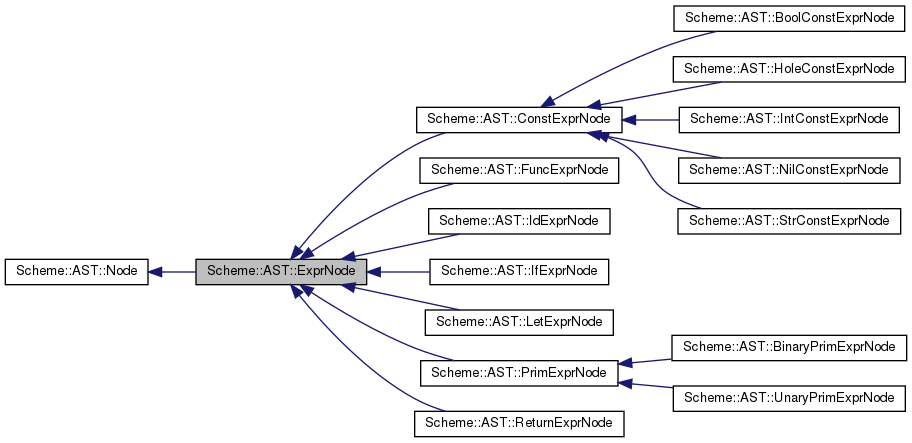 Scheme::AST::BoolConstExprNode
Scheme::AST::HoleConstExprNode
Scheme::AST::ConstExprNode
Scheme::AST::IntConstExprNode
Scheme::AST::FuncExprNode
Scheme::AST::NilConstExprNode
Scheme::AST::IdExprNode
Scheme::AST::StrConstExprNode
Scheme::AST::Node
Scheme::AST::ExprNode
Scheme::AST::IfExprNode
Scheme::AST::LetExprNode
Scheme::AST::BinaryPrimExprNode
Scheme::AST::PrimExprNode
Scheme::AST::UnaryPrimExprNode
Scheme::AST::ReturnExprNode